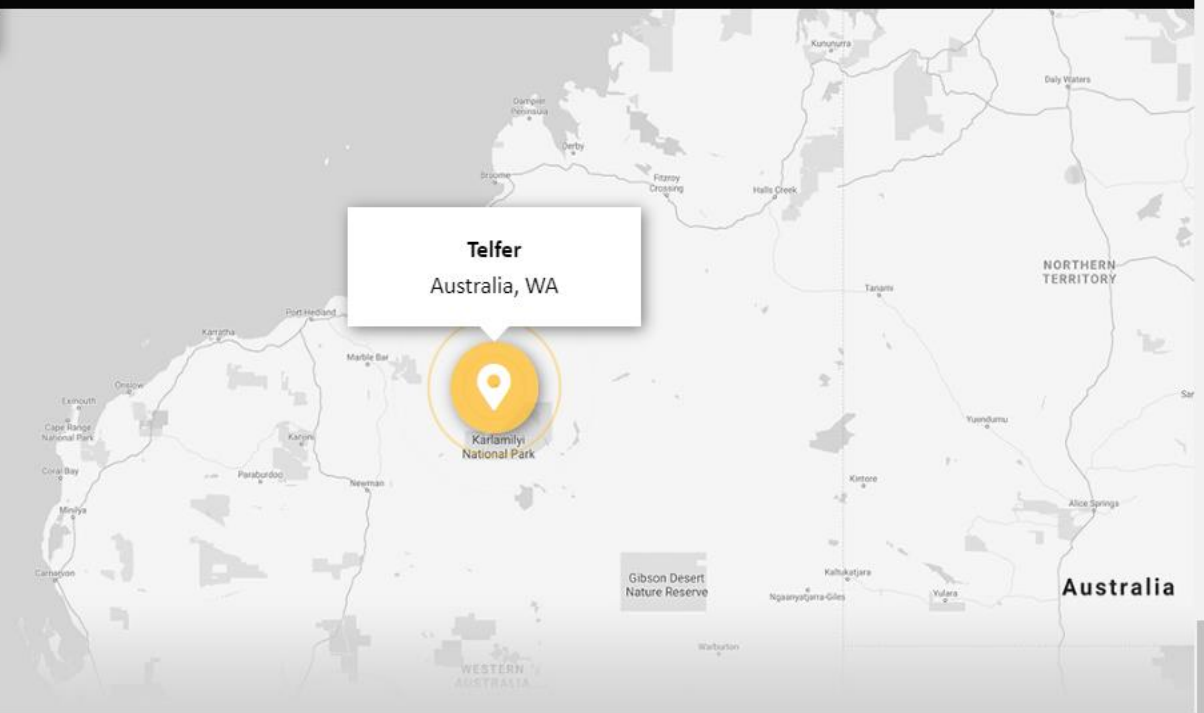 Kununurra
Daly Waters
Dampier
Peninsula
Derby
Broome
Fitzroy
Crossing
Halls Creek
Telfer
Australia, WA
NORTHERN
TERRITORY
Tanami
Port Hedland
Karratha
Marble Bar
Onslow
Exmouth
Cape Range
National Park
Karijini
Karlamilyi
National Park
Yuendumu
Sar
Coral Bay
Paraburdoo
Newman
Kintore
Minilya
Alice Springs
Carnarvon
Gibson Desert
Nature Reserve
Kaltukatjara
Ngaanyatjarra-Giles
Yulara
Australia
Warburton
WESTERN
AUSTRALIA